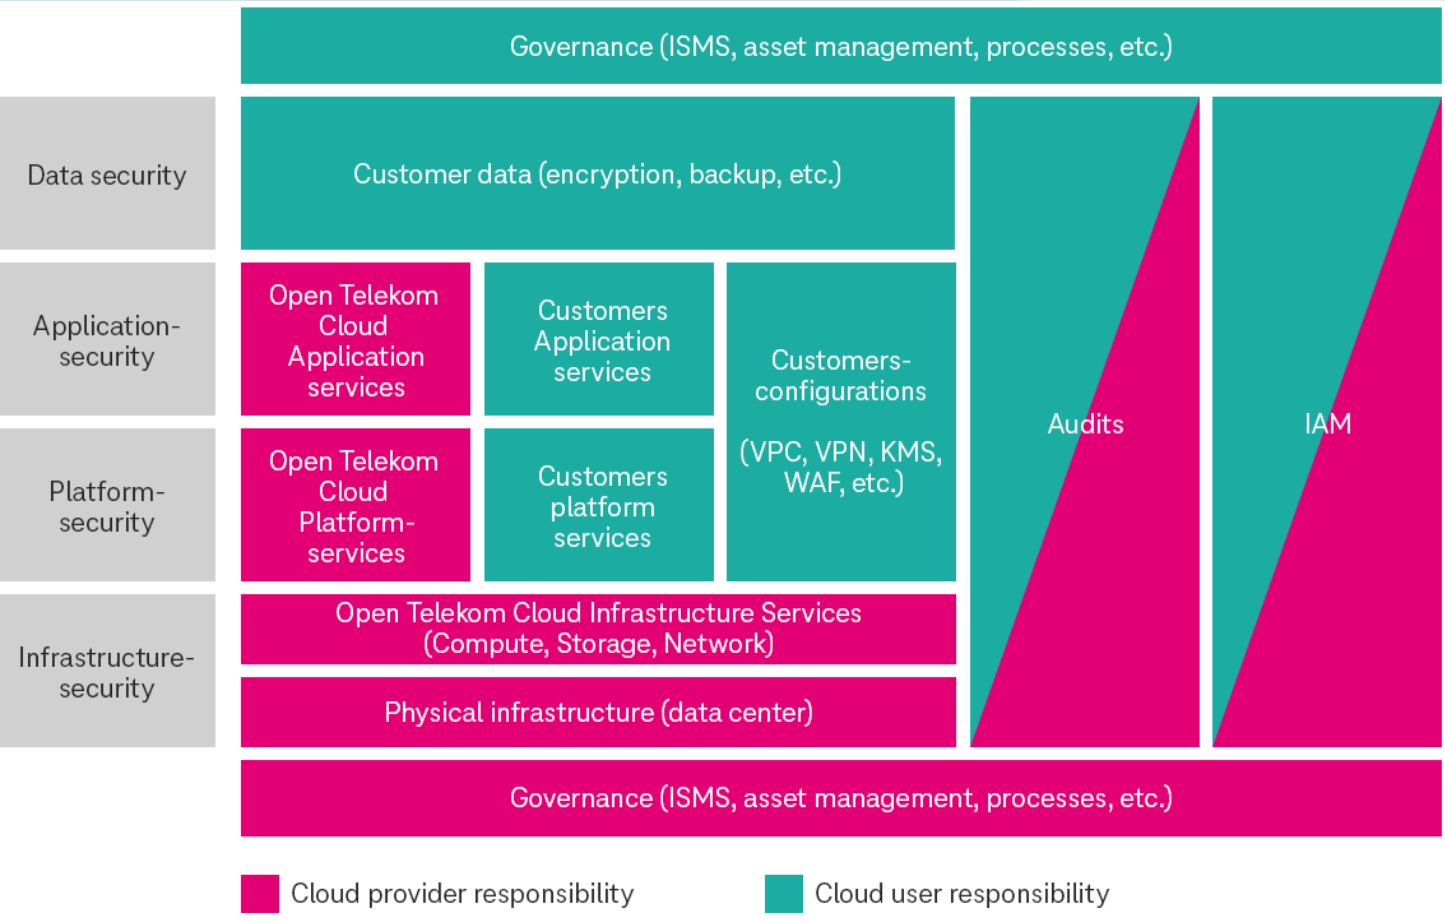 Governance (ISMS, asset management, processes, etc.)
Data security
Customer data (encryption, backup, etc.)
Application-
security
Open Telekom
Cloud
Application
services
Customers
Application
services
Customers-
configurations
(VPC, VPN, KMS,
WAF, etc.)
Audits
IAM
Platform-
security
Open Telekom
Cloud
Platform-
services
Customers
platform
services
Infrastructure-
security
Open Telekom Cloud Infrastructure Services
(Compute, Storage, Network)
Physical infrastructure (data center)
Governance (ISMS, asset management, processes, etc.)
Cloud provider responsibility
Cloud user responsibility